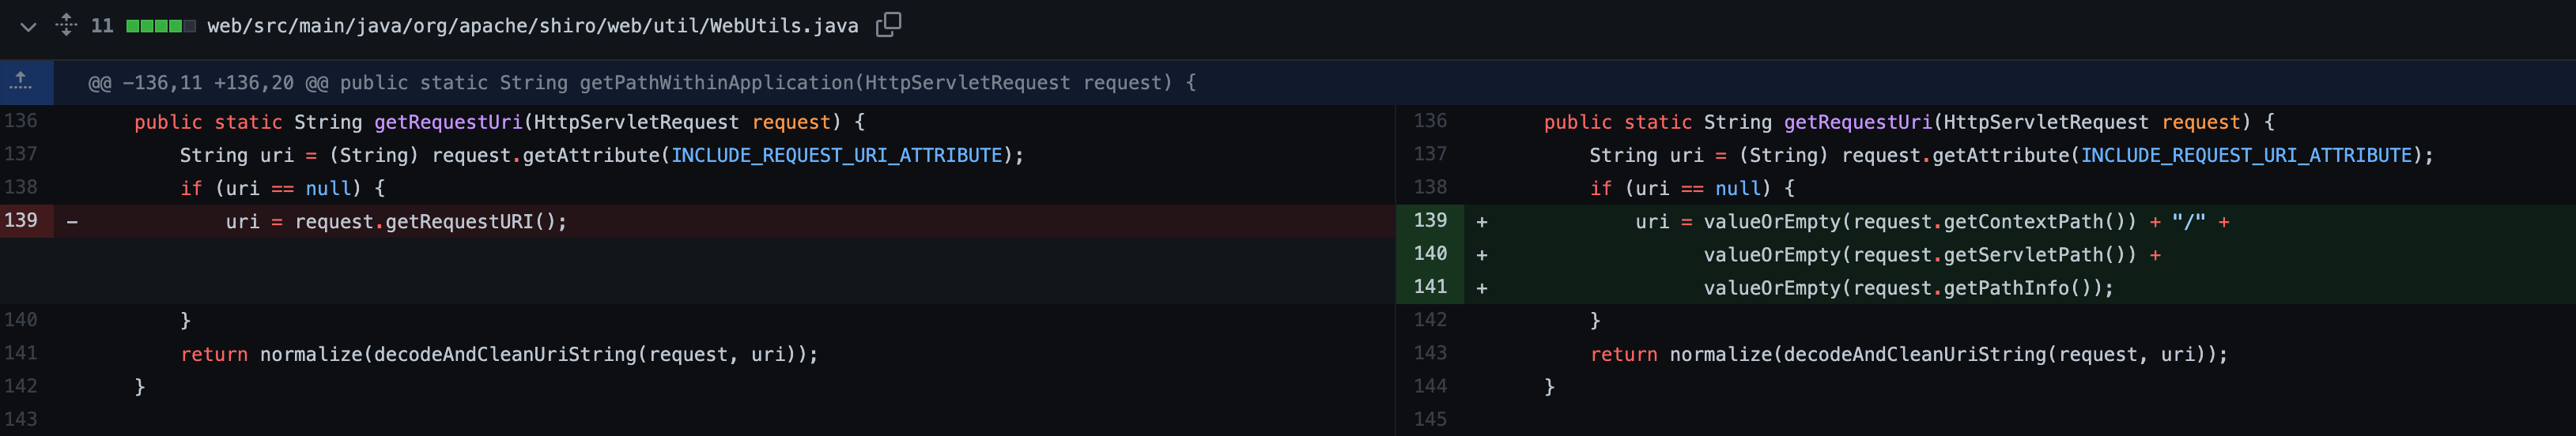 11 web/src/main/java/org/apache/shiro/web/util/WebUtils.java
@@ -136,11 +136,20 @@ public static String getPathWithinApplication(HttpServletRequest request) {
136 public static String getRequestUri(HttpServletRequest request) {
137 String uri = (String) request.getAttribute(INCLUDE_REQUEST_URI_ATTRIBUTE);
138 if (uri == null) {
139 - uri = request.getRequestURI();
140 }
141 return normalize(decodeAndCleanUriString(request, uri));
142 }
143
136 public static String getRequestUri(HttpServletRequest request) {
137 String uri = (String) request.getAttribute(INCLUDE_REQUEST_URI_ATTRIBUTE);
138 if (uri == null) {
139 + uri = valueOrEmpty(request.getContextPath()) + "/" +
140 + valueOrEmpty(request.getServletPath()) +
141 + valueOrEmpty(request.getPathInfo());
142 }
143 return normalize(decodeAndCleanUriString(request, uri));
144 }
145